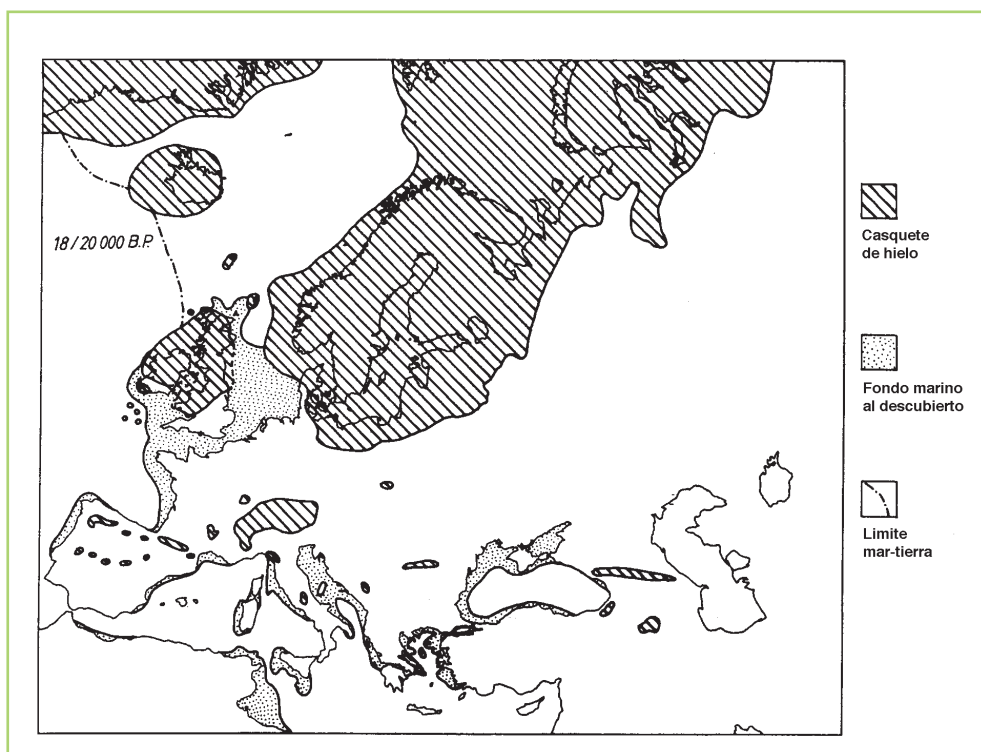 18/20 000 B.P.
Casquete
de hielo
Fondo marino
al descubierto
Limite
mar-tierra